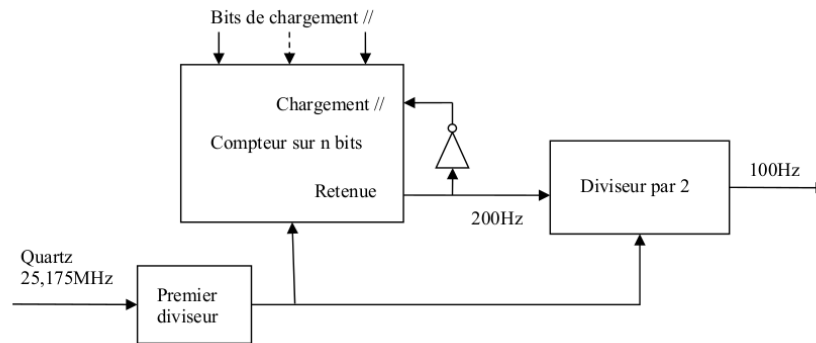 Bits de chargement //
Chargement //
Compteur sur n bits
Retenue
200Hz
Diviseur par 2
100Hz
Quartz
25,175MHz
Premier
diviseur